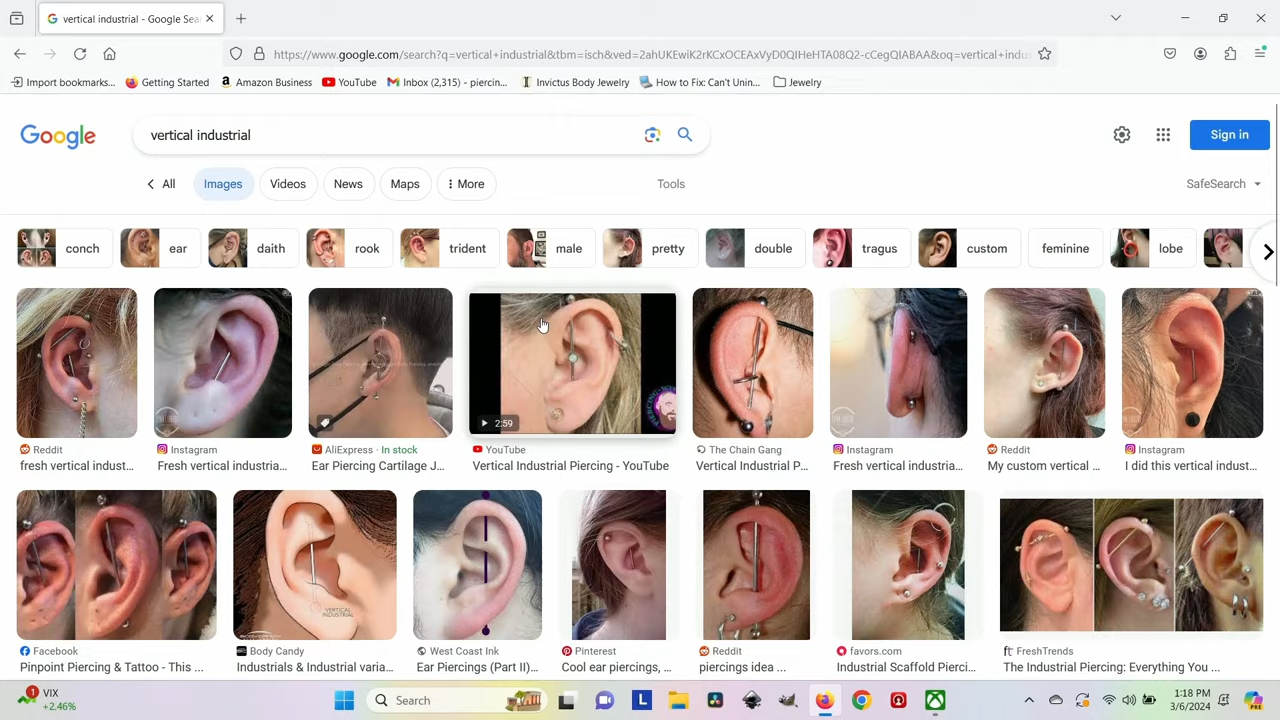 vertical industrial - Google Sea
https://www.google.com/search?q=vertical+industrial&tbm=isch&ved=2ahUKEwiK2rKCxOCEAxVyD0QIHeHTA08Q2-cCegQIABAA&oq=vertical+indus
Import bookmarks...
Getting Started
Amazon Business
YouTube
Inbox (2,315) - piercin...
Invictus Body Jewelry
How to Fix: Can't Unin...
Jewelry
Google
vertical industrial
Sign in
All
Images
Videos
News
Maps
More
Tools
SafeSearch
conch
ear
daith
rook
trident
male
pretty
double
tragus
custom
feminine
lobe
2:59
Reddit
fresh vertical indust...
Instagram
Fresh vertical industria...
AliExpress · In stock
Ear Piercing Cartilage J...
YouTube
Vertical Industrial Piercing - YouTube
The Chain Gang
Vertical Industrial P...
Instagram
Fresh vertical industria...
Reddit
My custom vertical ...
Instagram
I did this vertical indust...
VERTICAL
INDUSTRIAL
Facebook
Pinpoint Piercing & Tattoo - This ...
Body Candy
Industrials & Industrial varia...
West Coast Ink
Ear Piercings (Part II)...
Pinterest
Cool ear piercings, ...
Reddit
piercings idea ...
favors.com
Industrial Scaffold Pierci...
FreshTrends
The Industrial Piercing: Everything You ...
1
VIX
+2.46%
Search
L
1:18 PM
3/6/2024
PRE